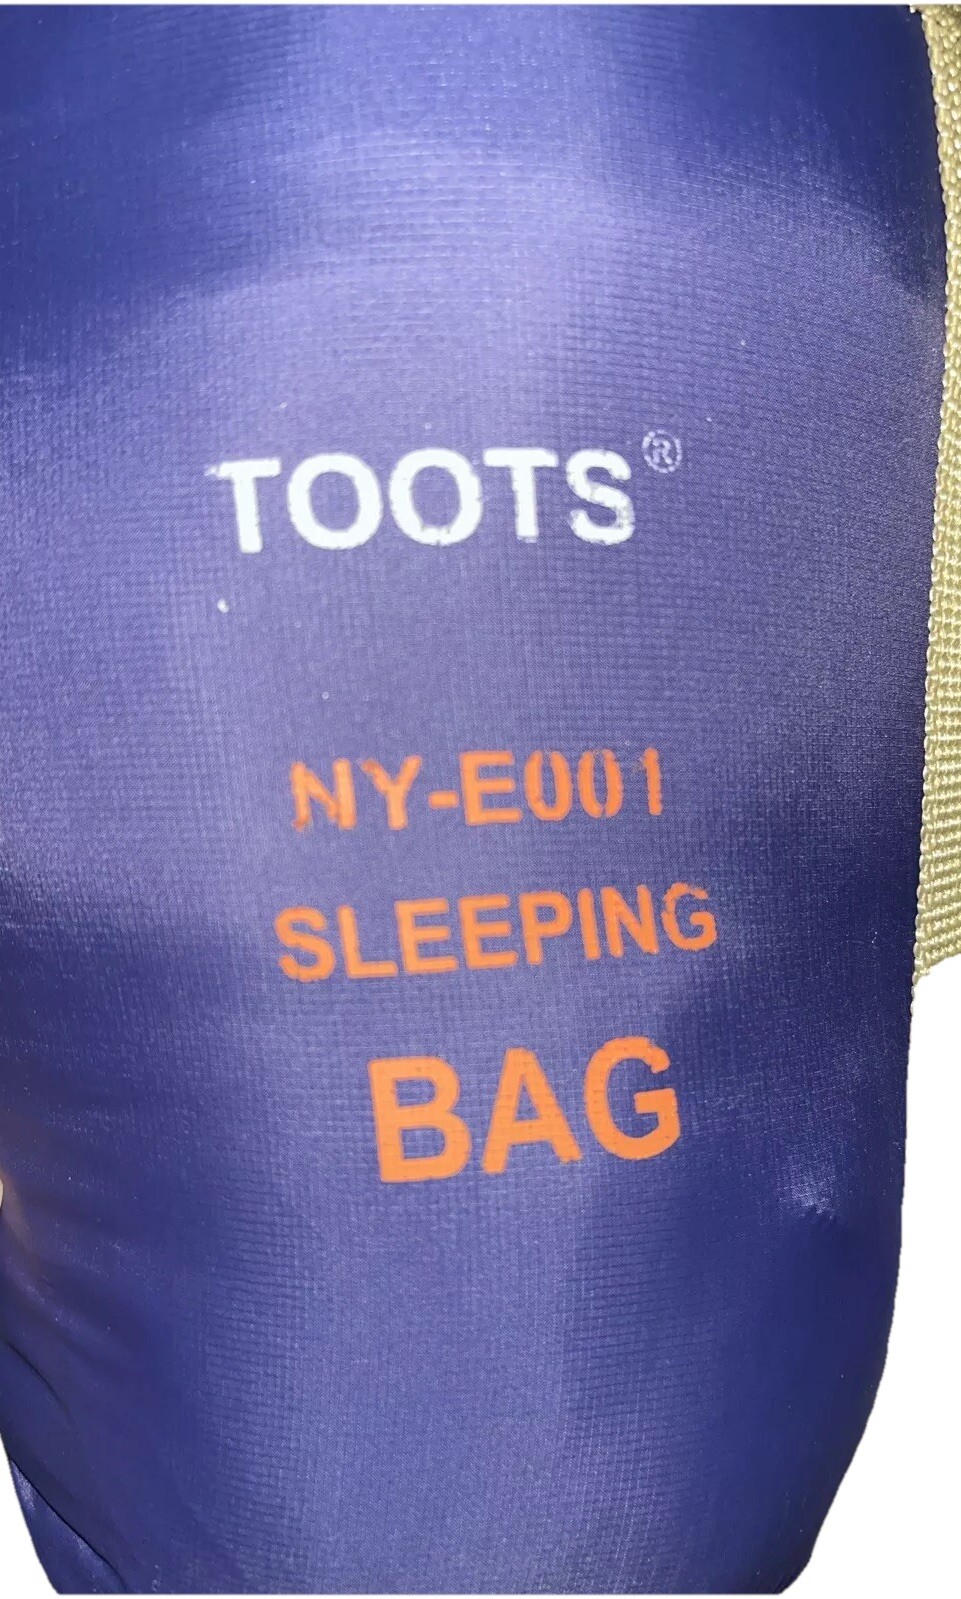 TOOTS®
NY-E001
SLEEPING
BAG